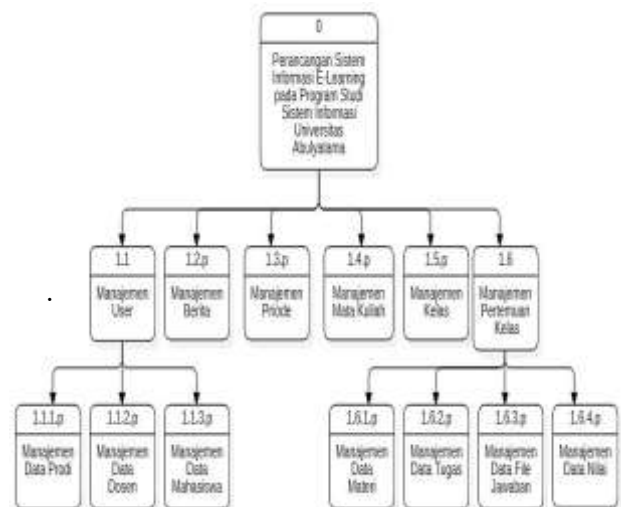 0
Perancangan Sistem
Informasi E-Learning
pada Program Studi
Sistem Informasi
Universitas
Abulyatama
1.1
Manajemen
User
1.2.p
Manajemen
Berita
1.3.p
Manajemen
Priode
1.4.p
Manajemen
Mata Kuliah
1.5.p
Manajemen
Kelas
1.6
Manajemen
Pertemuan
Kelas
1.1.1.p
Manajemen
Data Prodi
1.1.2.p
Manajemen
Data
Dosen
1.1.3.p
Manajemen
Data
Mahasiswa
1.6.1.p
Manajemen
Data
Materi
1.6.2.p
Manajemen
Data Tugas
1.6.3.p
Manajemen
Data File
Jawaban
1.6.4.p
Manajemen
Data Nilai